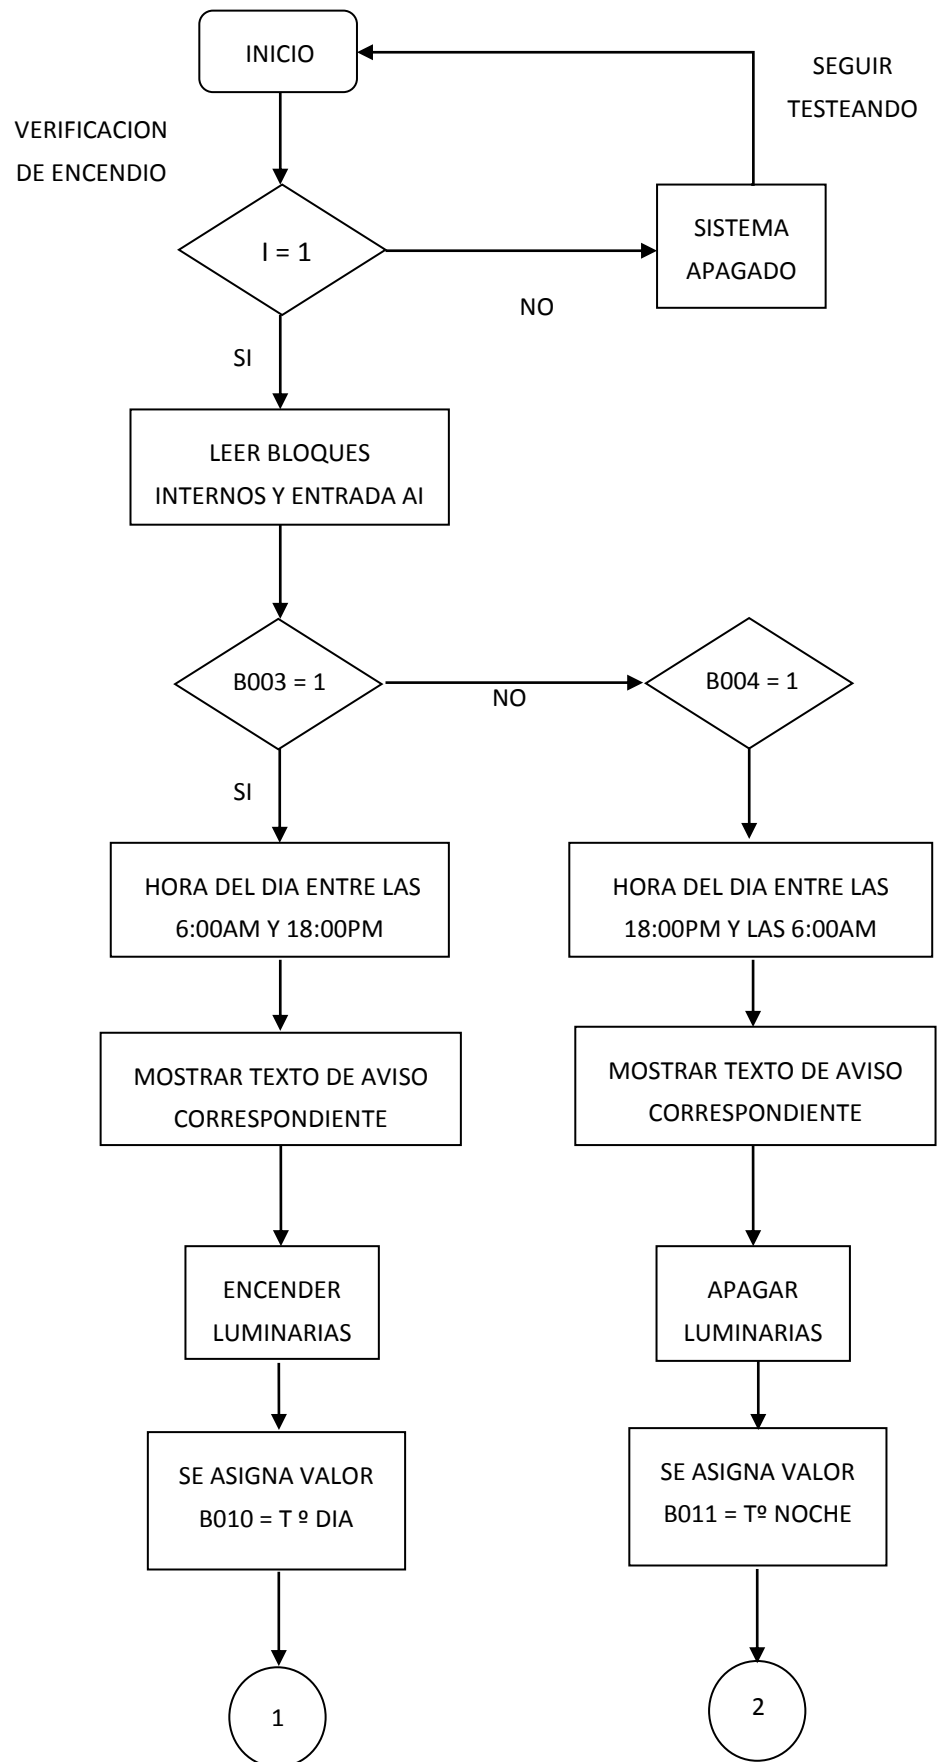 INICIO
SEGUIR
TESTEANDO
VERIFICACION
DE ENCENDIO
I = 1
SISTEMA
APAGADO
NO
SI
LEER BLOQUES
INTERNOS Y ENTRADA AI
B003 = 1
NO
B004 = 1
SI
HORA DEL DIA ENTRE LAS
6:00AM Y 18:00PM
HORA DEL DIA ENTRE LAS
18:00PM Y LAS 6:00AM
MOSTRAR TEXTO DE AVISO
CORRESPONDIENTE
MOSTRAR TEXTO DE AVISO
CORRESPONDIENTE
ENCENDER
LUMINARIAS
APAGAR
LUMINARIAS
SE ASIGNA VALOR
B010 = T º DIA
SE ASIGNA VALOR
B011 = Tº NOCHE
1
2